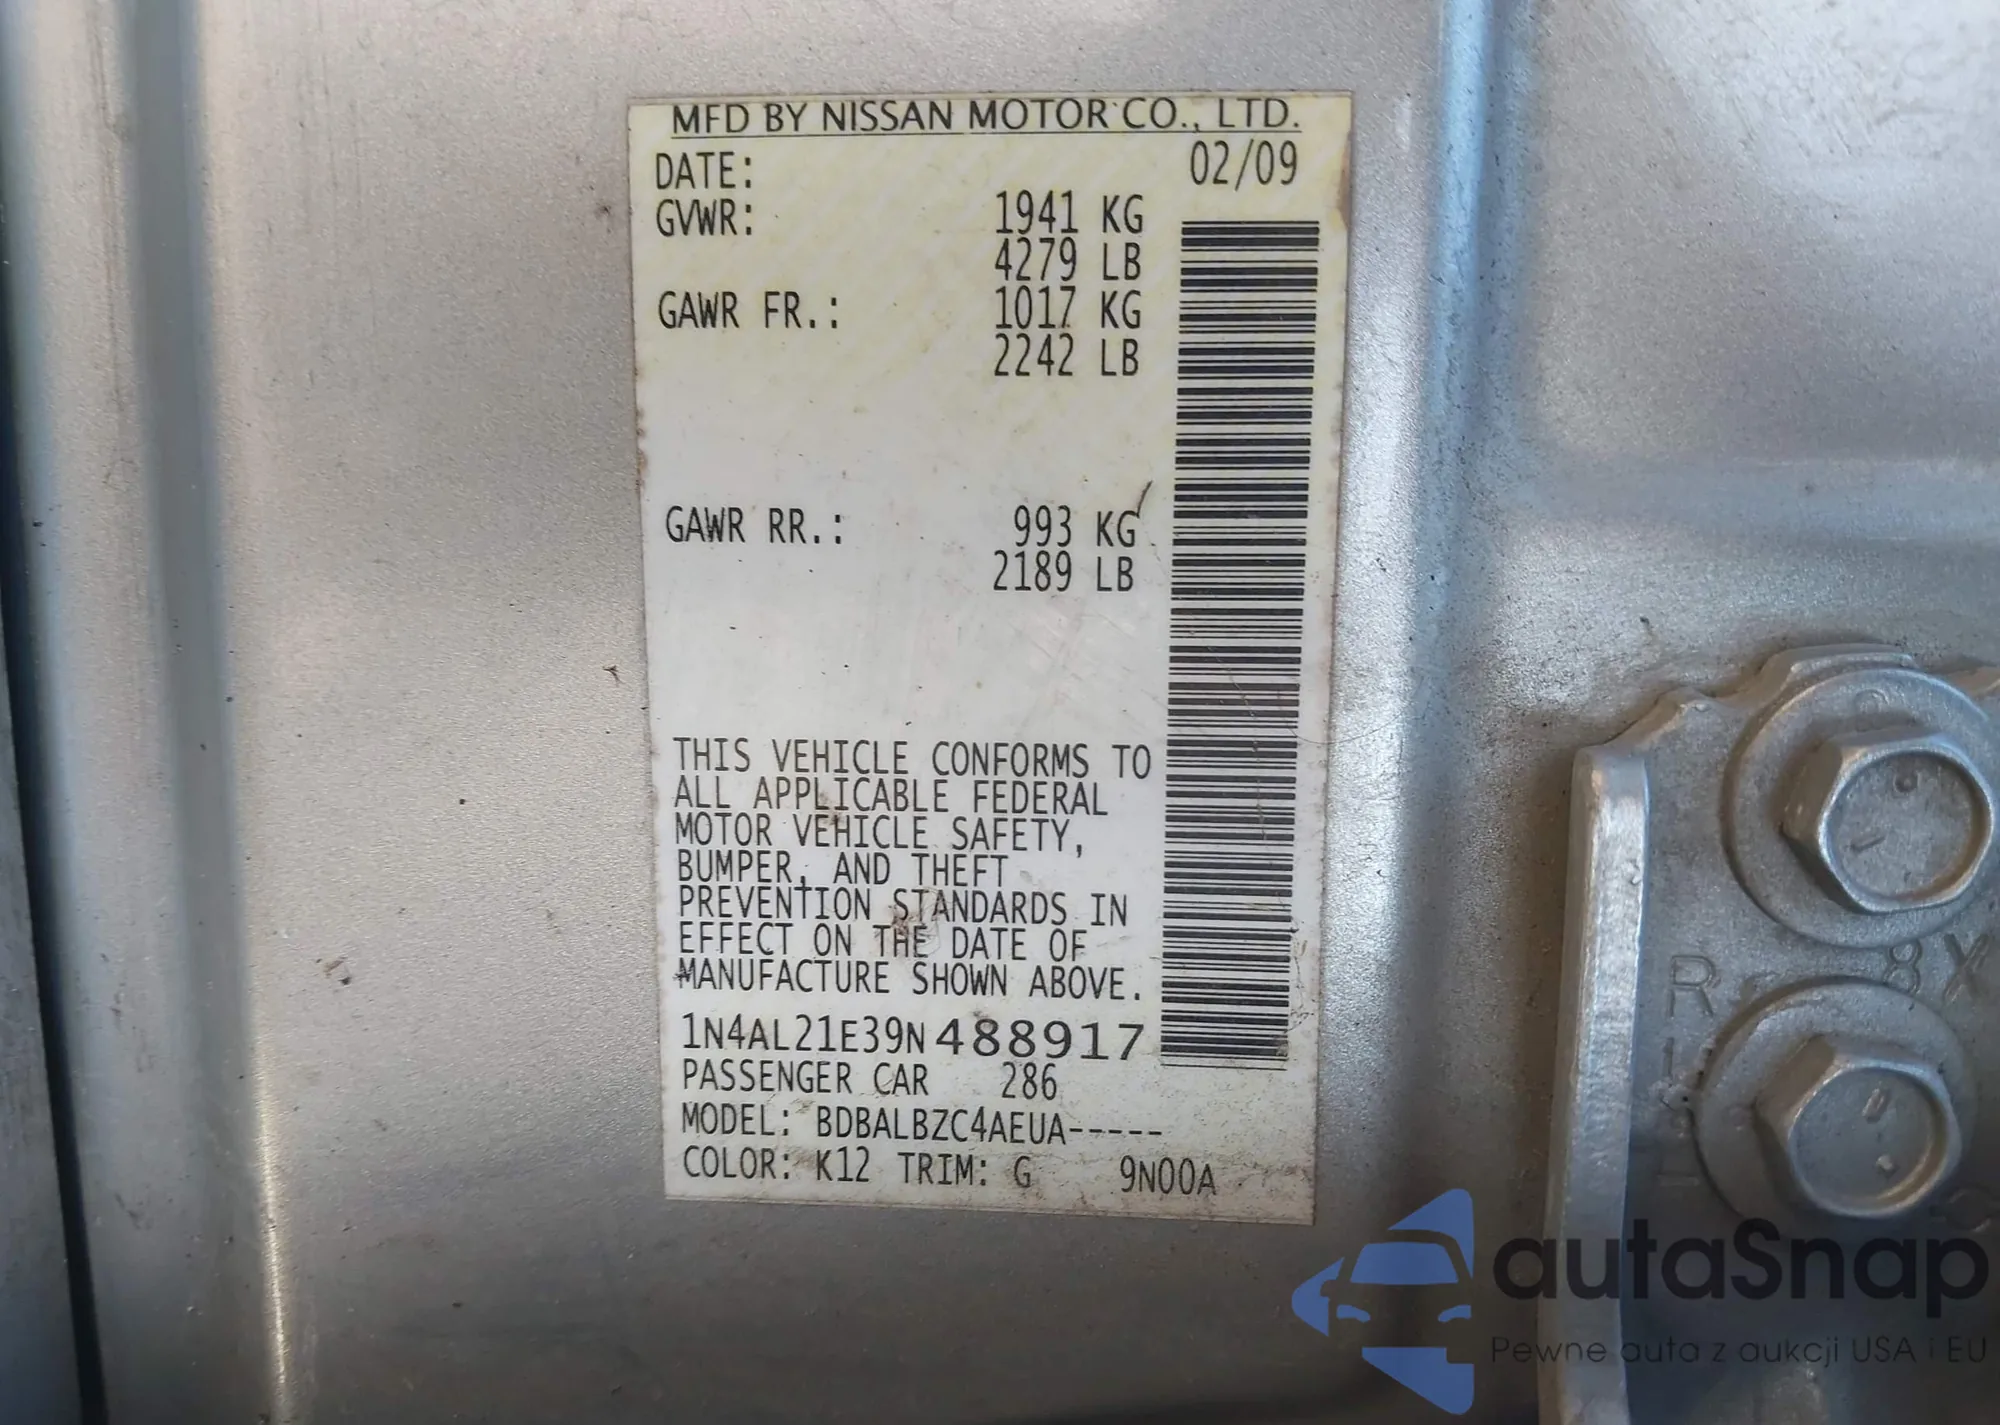 MFD BY NISSAN MOTOR CO., LTD.
DATE: 02/09
GVWR: 1941 KG
4279 LB
GAWR FR.: 1017 KG
2242 LB
GAWR RR.: 993 KG
2189 LB
THIS VEHICLE CONFORMS TO
ALL APPLICABLE FEDERAL
MOTOR VEHICLE SAFETY,
BUMPER, AND THEFT
PREVENTION STANDARDS IN
EFFECT ON THE DATE OF
MANUFACTURE SHOWN ABOVE.
1N4AL21E39N488917
PASSENGER CAR 286
MODEL: BDBALBZC4AEUA-----
COLOR: K12 TRIM: G 9N00A
8X
autaSnap
Pewne auta z aukcji USA i EU